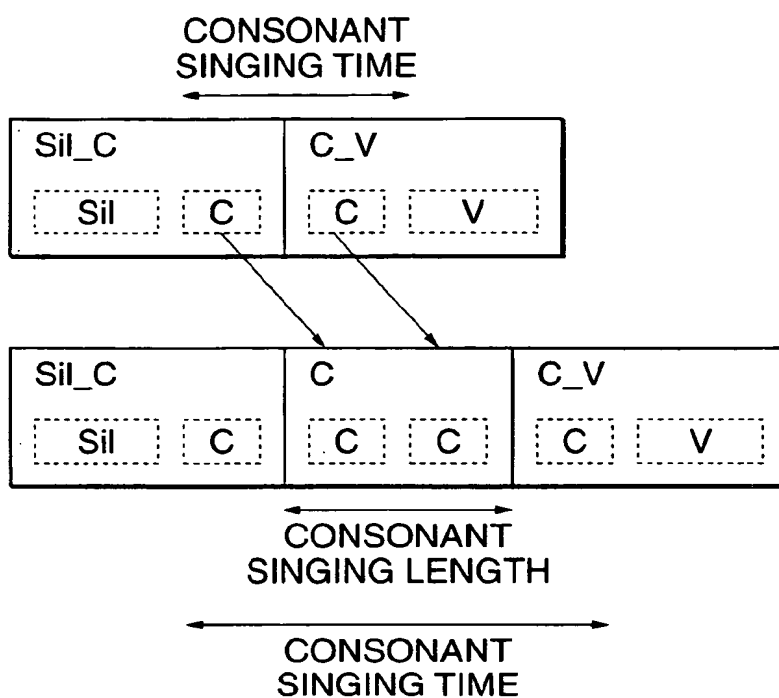 CONSONANT
SINGING TIME
Sil_C C_V
Sil C C V
Sil_C C C_V
Sil C C C C V
CONSONANT
SINGING LENGTH
CONSONANT
SINGING TIME